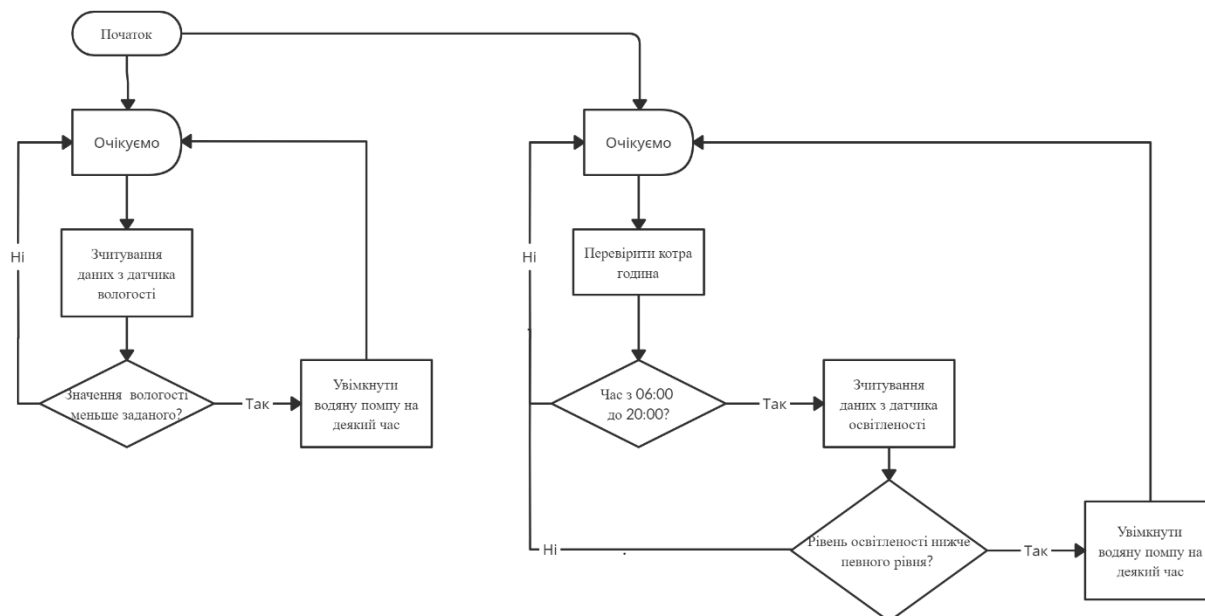 Початок
Очікуємо
Ні
Зчитування
даних з датчика
вологості
Значення вологості
меньше заданого?
Так
Увімкнути
водяну помпу на
деякий час
Очікуємо
Ні
Перевірити котра
година
Час з 06:00
до 20:00?
Так
Зчитування
даних з датчика
освітленості
Рівень освітленості нижче
певного рівня?
Ні
Так
Увімкнути
водяну помпу на
деякий час